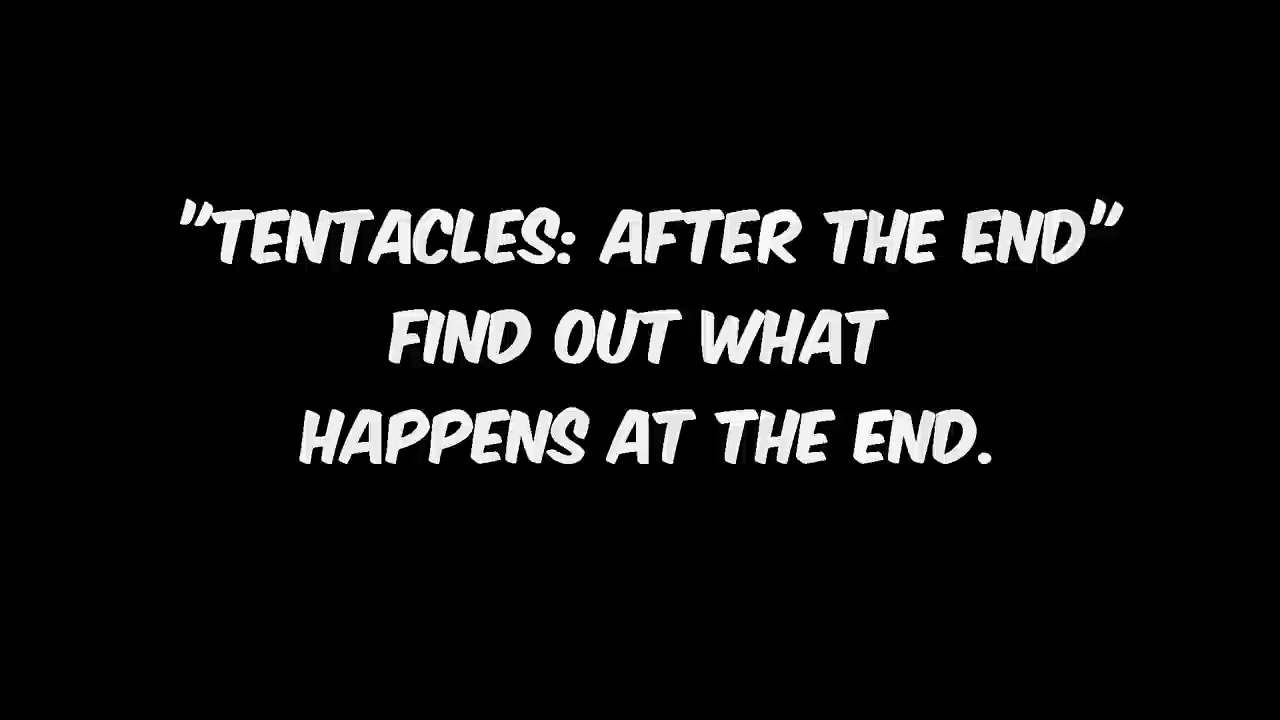 "TENTACLES: AFTER THE END"
FIND OUT WHAT
HAPPENS AT THE END.